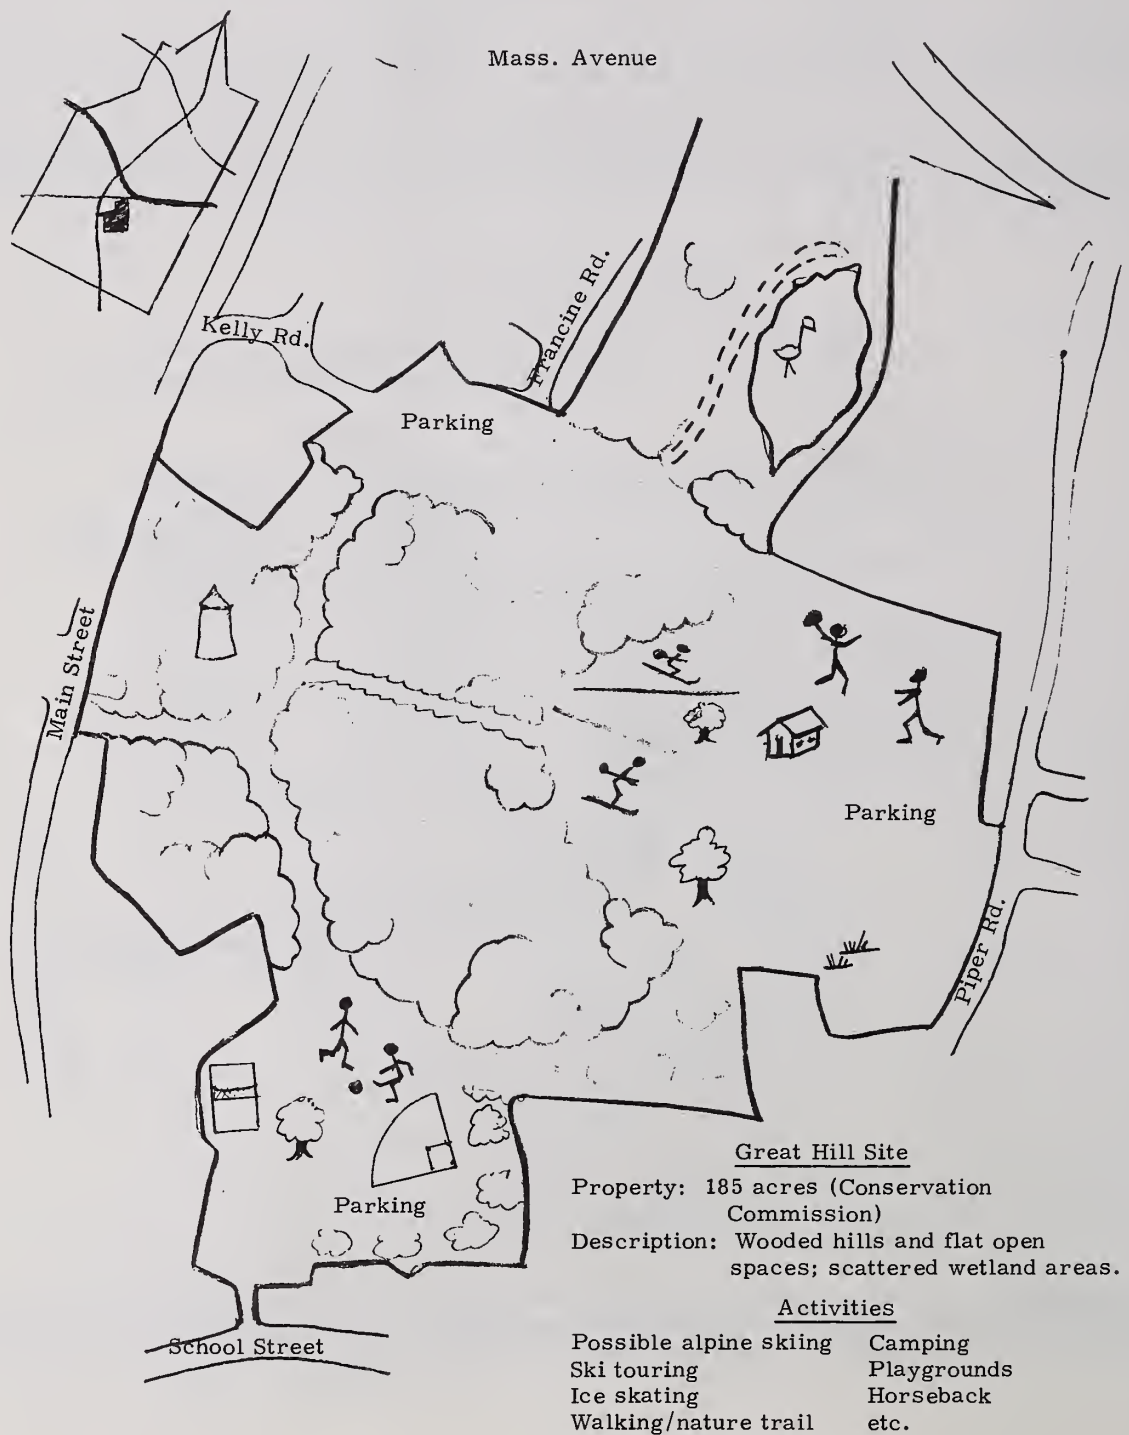 Mass. Avenue
Kelly Rd.
Francine Rd.
Parking
Main Street
Parking
Piper Rd.
Parking
School Street
Great Hill Site
Property: 185 acres (Conservation
Commission)
Description: Wooded hills and flat open
spaces; scattered wetland areas.
Activities
Possible alpine skiing Camping
Ski touring Playgrounds
Ice skating Horseback
Walking/nature trail etc.